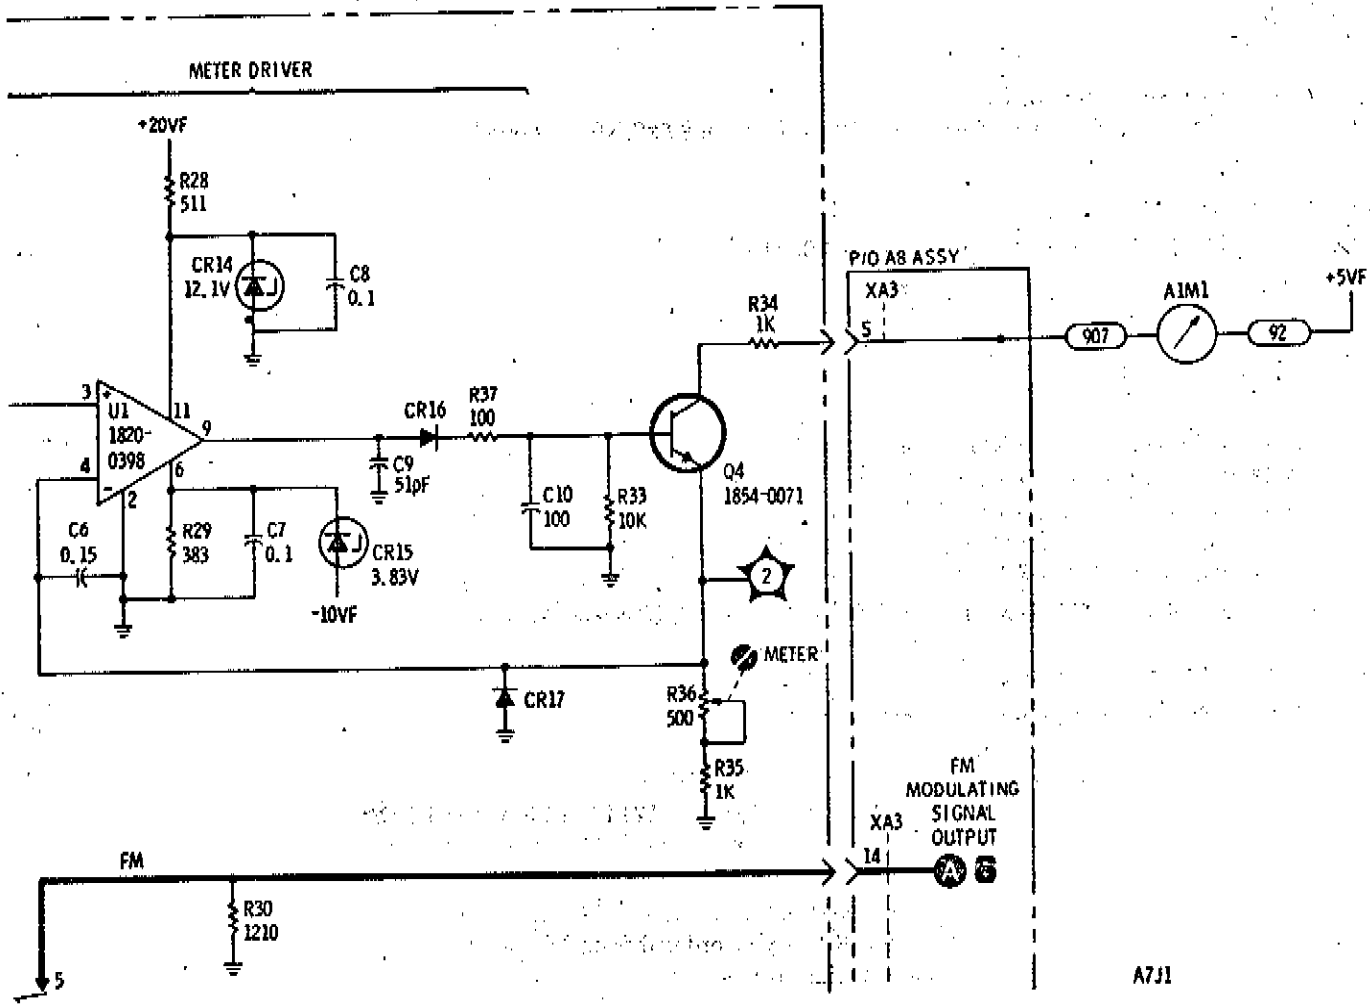 METER DRIVER
+20VF
R28
511
CR14
12.1V
C8
0.1
P/O A8 ASSY
XA3
5
R34
1K
907
A1M1
92
+5VF
3
+
U1
1820-
0398
11
9
4
-
6
2
CR16
R37
100
C9
51pF
C10
100
R33
10K
Q4
1854-0071
C6
0.15
R29
383
C7
0.1
CR15
3.83V
-10VF
2
METER
R36
500
CR17
R35
1K
FM
MODULATING
SIGNAL
OUTPUT
XA3
14
A
FM
R30
1210
5
A7J1